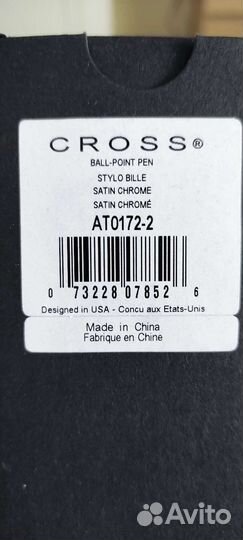 CROSS®
BALL-POINT PEN
STYLO BILLE
SATIN CHROME
SATIN CHROMÉ
AT0172-2
0 73228 07852 6
Designed in USA - Concu aux Etats-Unis
Made in China
Fabrique en Chine
Avito